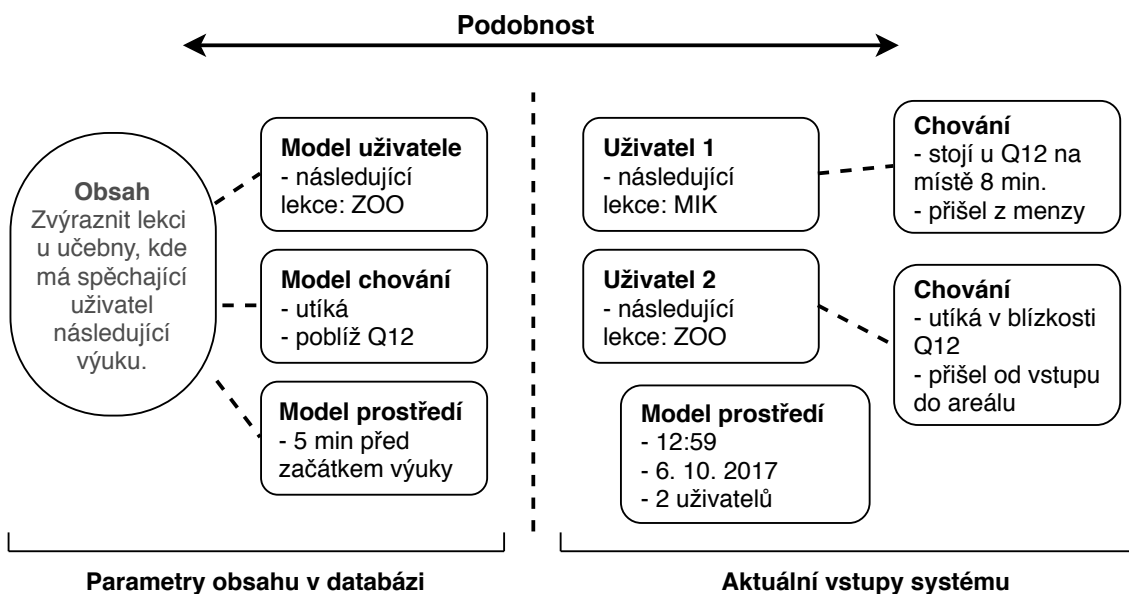 Podobnost
Obsah
Zvýraznit lekci
u učebny, kde
má spěchající
uživatel
následující
výuku.
Model uživatele
- následující
lekce: ZOO
Model chování
- utíká
- poblíž Q12
Model prostředí
- 5 min před
začátkem výuky
Parametry obsahu v databázi
Uživatel 1
- následující
lekce: MIK
Chování
- stojí u Q12 na
místě 8 min.
- přišel z menzy
Uživatel 2
- následující
lekce: ZOO
Chování
- utíká v blízkosti
Q12
- přišel od vstupu
do areálu
Model prostředí
- 12:59
- 6. 10. 2017
- 2 uživatelů
Aktuální vstupy systému